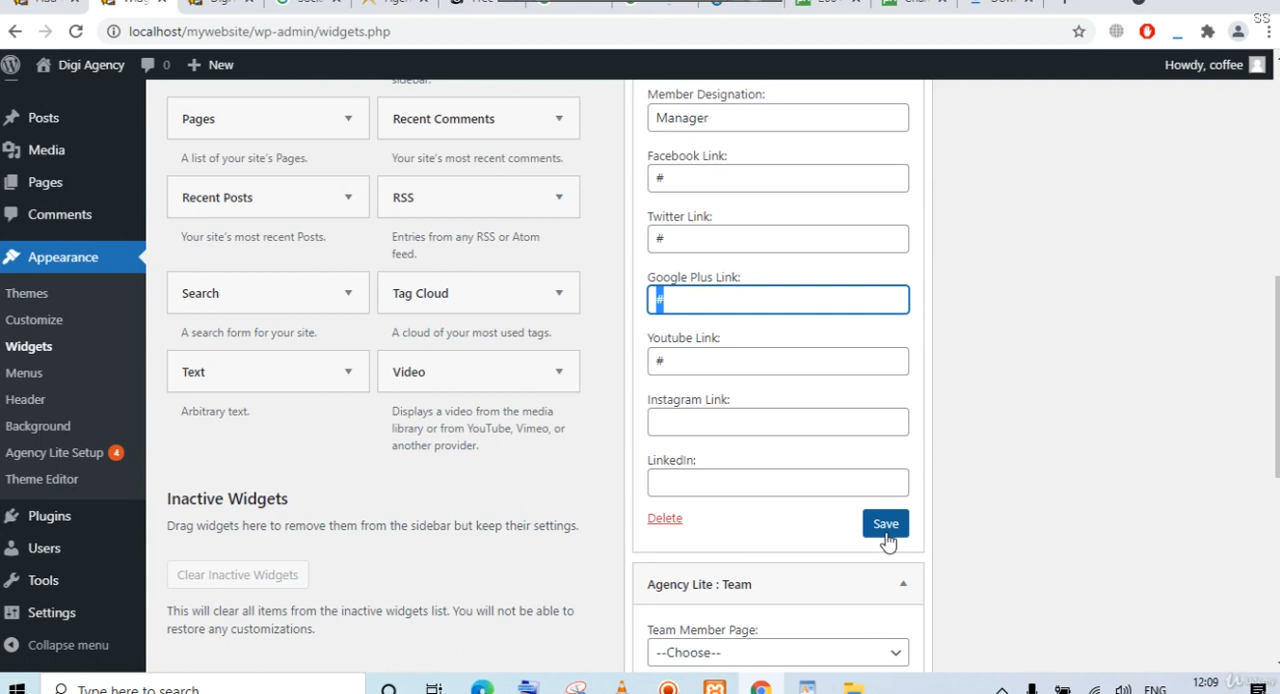 SS
localhost/mywebsite/wp-admin/widgets.php
Digi Agency
0
New
Howdy, coffee
Posts
Media
Pages
Comments
Appearance
Themes
Customize
Widgets
Menus
Header
Background
Agency Lite Setup 4
Theme Editor
Plugins
Users
Tools
Settings
Collapse menu
sidebar.
Pages
Recent Comments
A list of your site's Pages.
Your site's most recent comments.
Recent Posts
RSS
Your site's most recent Posts.
Entries from any RSS or Atom
feed.
Search
Tag Cloud
A search form for your site.
A cloud of your most used tags.
Text
Video
Arbitrary text.
Displays a video from the media
library or from YouTube, Vimeo, or
another provider.
Inactive Widgets
Drag widgets here to remove them from the sidebar but keep their settings.
Clear Inactive Widgets
This will clear all items from the inactive widgets list. You will not be able to
restore any customizations.
Member Designation:
Manager
Facebook Link:
#
Twitter Link:
#
Google Plus Link:
#
Youtube Link:
#
Instagram Link:
LinkedIn:
Delete
Save
Agency Lite : Team
Team Member Page:
--Choose--
Type here to search
ENG
12:09